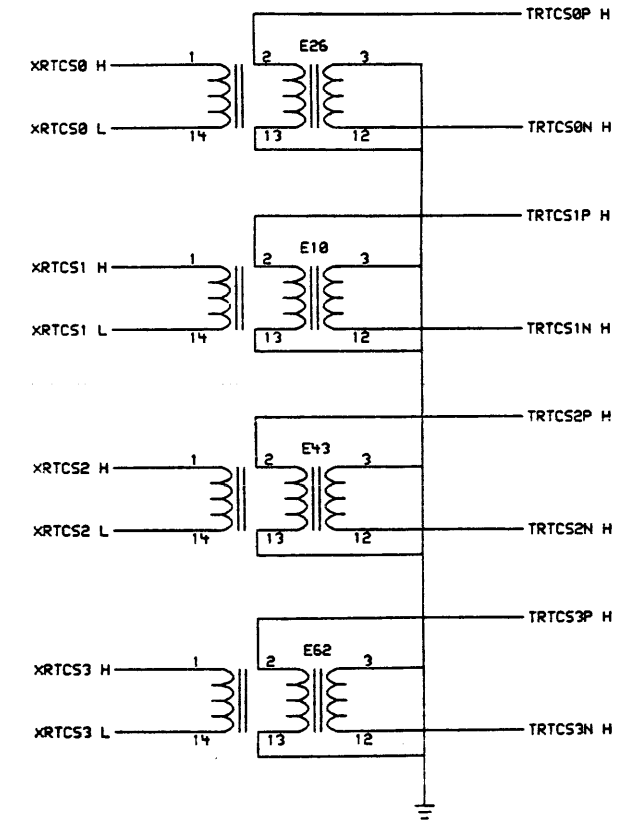 TRTCS0P H
E26
1 2 3
XRTCS0 H
XRTCS0 L
14 13 12
TRTCS0N H
TRTCS1P H
E10
1 2 3
XRTCS1 H
XRTCS1 L
14 13 12
TRTCS1N H
TRTCS2P H
E43
1 2 3
XRTCS2 H
XRTCS2 L
14 13 12
TRTCS2N H
TRTCS3P H
E62
1 2 3
XRTCS3 H
XRTCS3 L
14 13 12
TRTCS3N H